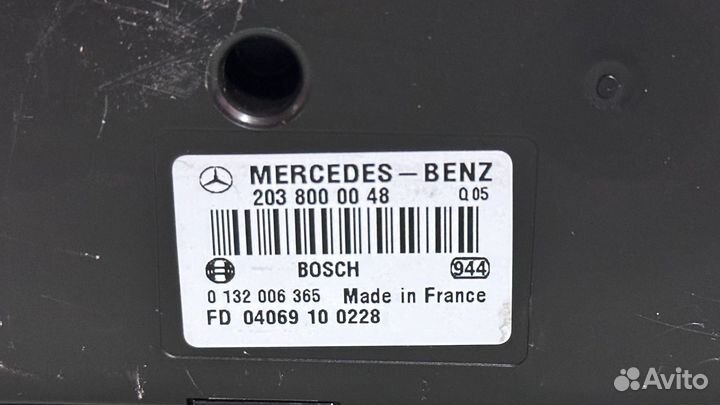 MERCEDES-BENZ
203 800 00 48 Q 05
BOSCH 944
0 132 006 365 Made in France
FD 04069 10 0228
Avito